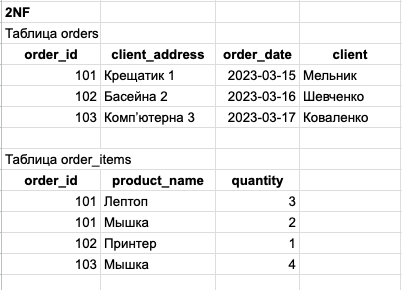 2NF
Таблица orders
order_id client_address order_date client
101 Крещатик 1 2023-03-15 Мельник
102 Басейна 2 2023-03-16 Шевченко
103 Комп'ютерна 3 2023-03-17 Коваленко
Таблица order_items
order_id product_name quantity
101 Лептоп 3
101 Мышка 2
102 Принтер 1
103 Мышка 4